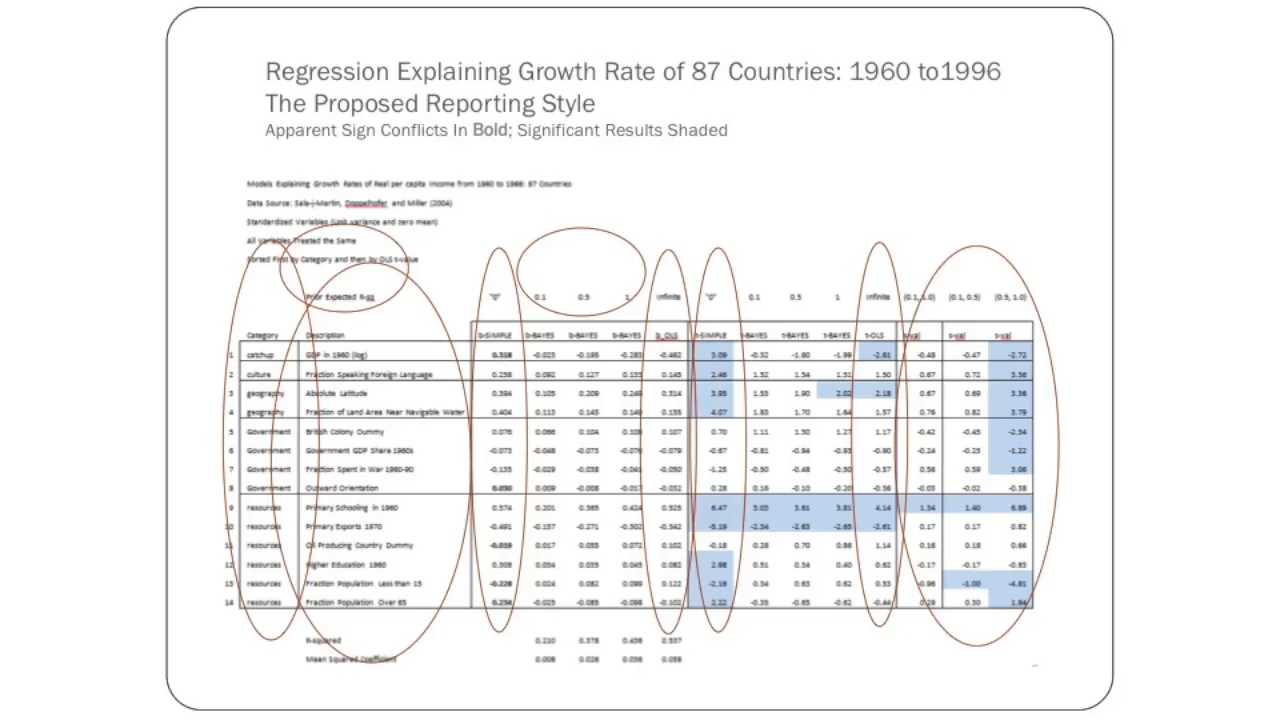 Regression Explaining Growth Rate of 87 Countries: 1960 to1996
The Proposed Reporting Style
Apparent Sign Conflicts In Bold; Significant Results Shaded
Models Explaining Growth Rates of Real per capita Income from 1960 to 1996: 87 Countries
Data Source: Sala-i-Martin, Doppelhofer and Miller (2004)
Standardized Variables (Unit variance and zero mean)
All Variables Treated the Same
Sorted First by Category and then by OLS t-value
Prior Expected R-sq "0" 0.1 0.5 1 infinite "0" 0.1 0.5 1 infinite (0.1, 1.0) (0.1, 0.5) (0.5, 1.0)
Category Description b-SIMPLE b-BAYES b-BAYES b-BAYES b_OLS t-SIMPLE t-BAYES t-BAYES t-BAYES t-OLS s-val s-val s-val
1 catchup GDP in 1960 (log) 0.318 -0.023 -0.195 -0.283 -0.462 3.09 -0.32 -1.60 -1.99 -2.61 -0.48 -0.47 -2.72
2 culture Fraction Speaking Foreign Language 0.258 0.092 0.127 0.133 0.145 2.46 1.52 1.54 1.51 1.50 0.67 0.72 3.36
3 geography Absolute Latitude 0.394 0.105 0.209 0.249 0.314 3.95 1.53 1.90 2.02 2.18 0.67 0.69 3.36
4 geography Fraction of Land Area Near Navigable Water 0.404 0.113 0.145 0.149 0.155 4.07 1.83 1.70 1.64 1.57 0.76 0.82 3.79
5 Government British Colony Dummy 0.076 0.066 0.104 0.108 0.107 0.70 1.11 1.30 1.27 1.17 -0.42 -0.45 -2.34
6 Government Government GDP Share 1960s -0.073 -0.048 -0.073 -0.076 -0.079 -0.67 -0.81 -0.94 -0.93 -0.90 -0.24 -0.25 -1.22
7 Government Fraction Spent in War 1960-90 -0.135 -0.029 -0.038 -0.041 -0.050 -1.25 -0.50 -0.48 -0.50 -0.57 0.56 0.59 3.06
8 Government Outward Orientation 0.030 0.009 -0.008 -0.017 -0.032 0.28 0.16 -0.10 -0.20 -0.36 -0.03 -0.02 -0.38
9 resources Primary Schooling in 1960 0.574 0.201 0.365 0.424 0.525 6.47 3.05 3.61 3.81 4.14 1.34 1.40 6.89
10 resources Primary Exports 1970 -0.491 -0.157 -0.271 -0.302 -0.342 -5.19 -2.34 -2.63 -2.65 -2.61 0.17 0.17 0.82
11 resources Oil Producing Country Dummy -0.019 0.017 0.055 0.072 0.102 -0.18 0.28 0.70 0.86 1.14 0.16 0.18 0.66
12 resources Higher Education 1960 0.308 0.034 0.055 0.045 0.082 2.98 0.51 0.54 0.40 0.62 -0.17 -0.17 -0.83
13 resources Fraction Population Less than 15 -0.228 0.024 0.082 0.099 0.122 -2.16 0.34 0.63 0.62 0.53 -0.96 -1.00 -4.81
14 resources Fraction Population Over 65 0.234 -0.025 -0.085 -0.098 -0.102 2.22 -0.35 -0.65 -0.62 -0.44 0.29 0.30 1.94
R-squared 0.210 0.378 0.436 0.537
Mean Squared Coefficient 0.008 0.026 0.036 0.058